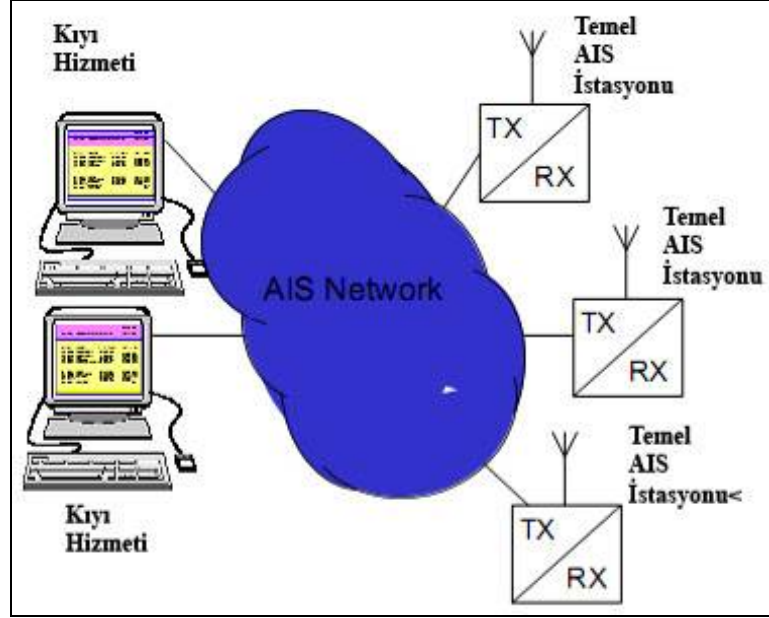 Kıyı
Hizmeti
Temel
AIS
İstasyonu
TX
RX
Temel
AIS
İstasyonu
AIS Network
TX
RX
Temel
AIS
İstasyonu<
Kıyı
Hizmeti
TX
RX